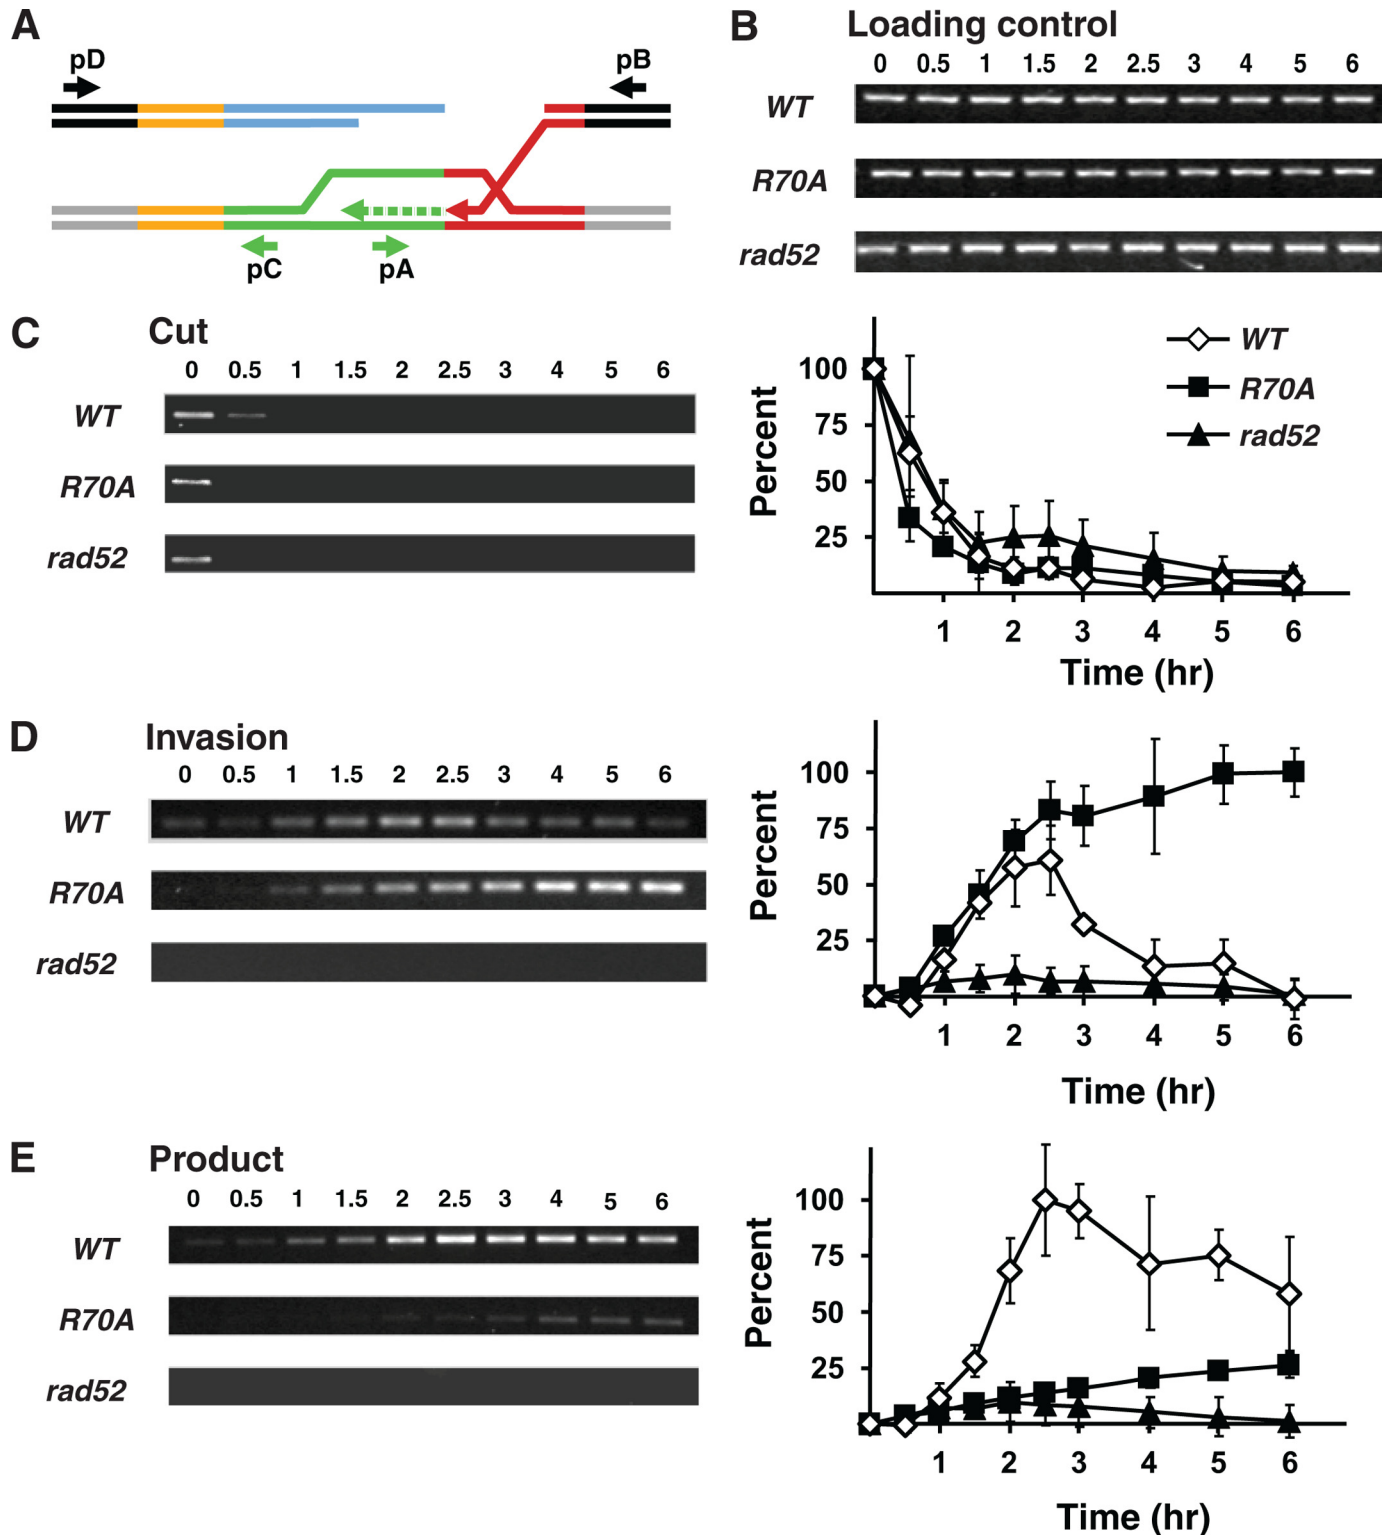 A
pD
pB
pC
pA
B
Loading control
0 0.5 1 1.5 2 2.5 3 4 5 6
WT
R70A
rad52
C
Cut
0 0.5 1 1.5 2 2.5 3 4 5 6
WT
R70A
rad52
WT
R70A
rad52
100
75
50
25
Percent
1 2 3 4 5 6
Time (hr)
D
Invasion
0 0.5 1 1.5 2 2.5 3 4 5 6
WT
R70A
rad52
100
75
50
25
Percent
1 2 3 4 5 6
Time (hr)
E
Product
0 0.5 1 1.5 2 2.5 3 4 5 6
WT
R70A
rad52
100
75
50
25
Percent
1 2 3 4 5 6
Time (hr)